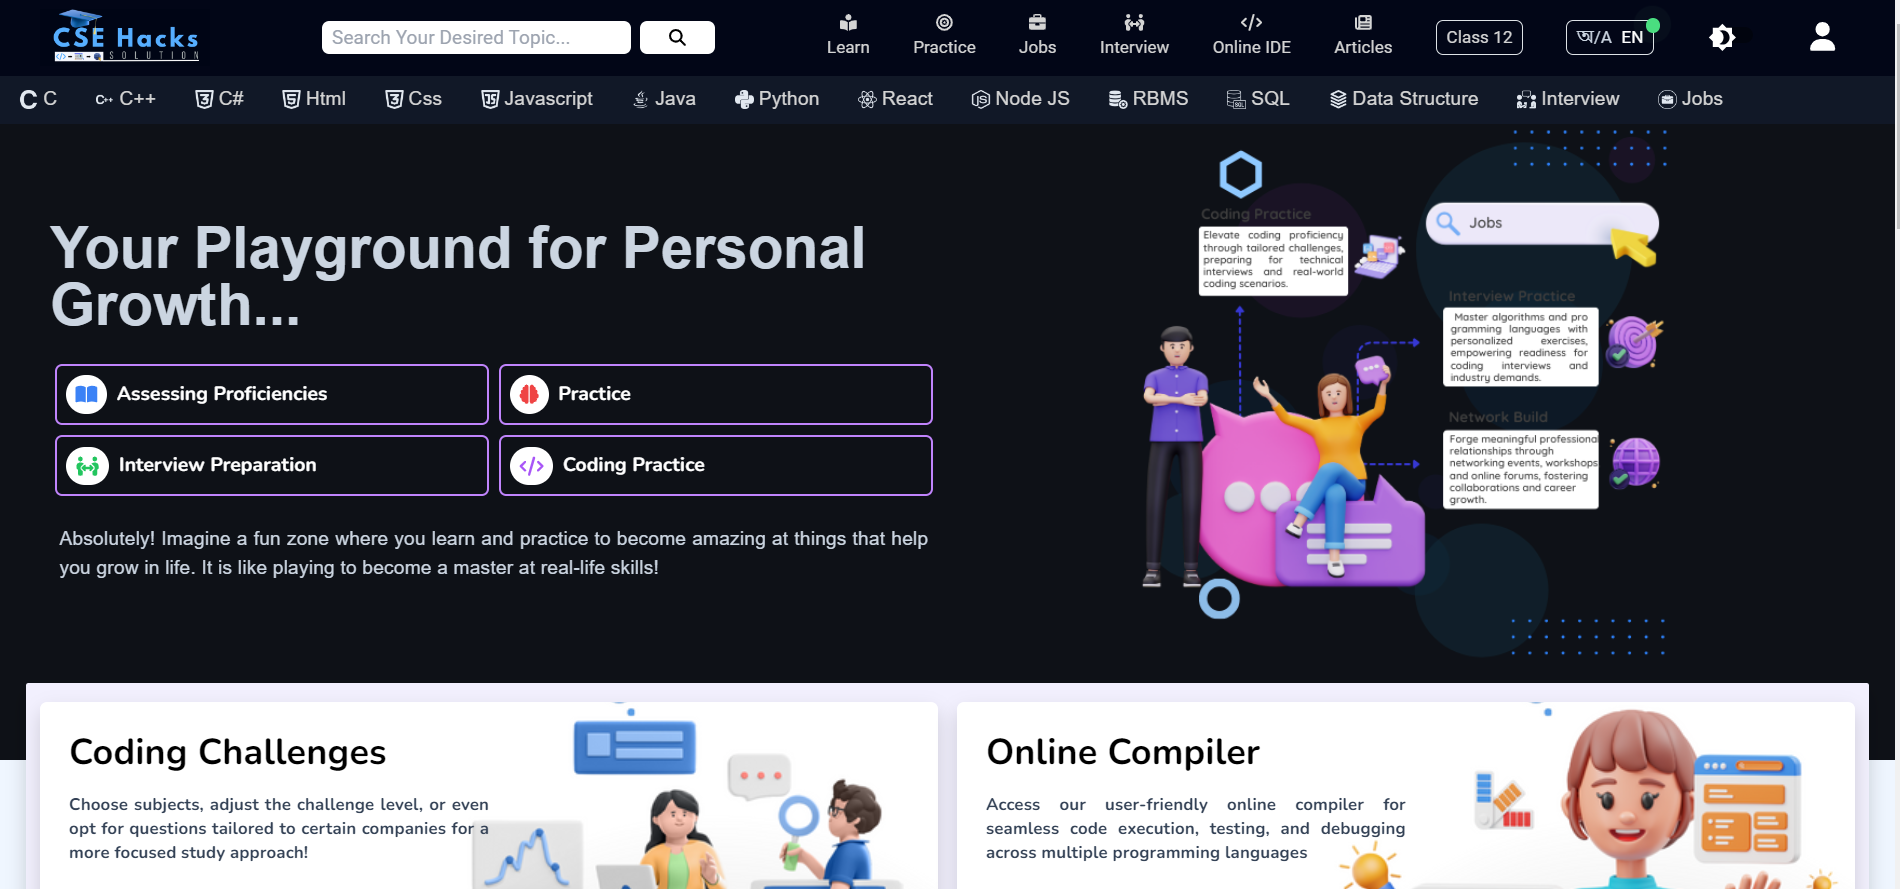 CSE Hacks
SOLUTION
Search Your Desired Topic...
Learn
Practice
Jobs
Interview
Online IDE
Articles
Class 12
অ/A EN
C
C++
C#
Html
Css
Javascript
Java
Python
React
Node JS
RBMS
SQL
Data Structure
Interview
Jobs
Your Playground for Personal
Growth...
Assessing Proficiencies
Practice
Interview Preparation
Coding Practice
Absolutely! Imagine a fun zone where you learn and practice to become amazing at things that help
you grow in life. It is like playing to become a master at real-life skills!
Coding Practice
Elevate coding proficiency
through tailored challenges,
preparing for technical
interviews and real-world
coding scenarios.
Jobs
Interview Practice
Master algorithms and pro
gramming languages with
personalized exercises,
empowering readiness for
coding interviews and
industry demands.
Network Build
Forge meaningful professional
relationships through
networking events, workshops
and online forums, fostering
collaborations and career
growth.
Coding Challenges
Choose subjects, adjust the challenge level, or even
opt for questions tailored to certain companies for a
more focused study approach!
Online Compiler
Access our user-friendly online compiler for
seamless code execution, testing, and debugging
across multiple programming languages